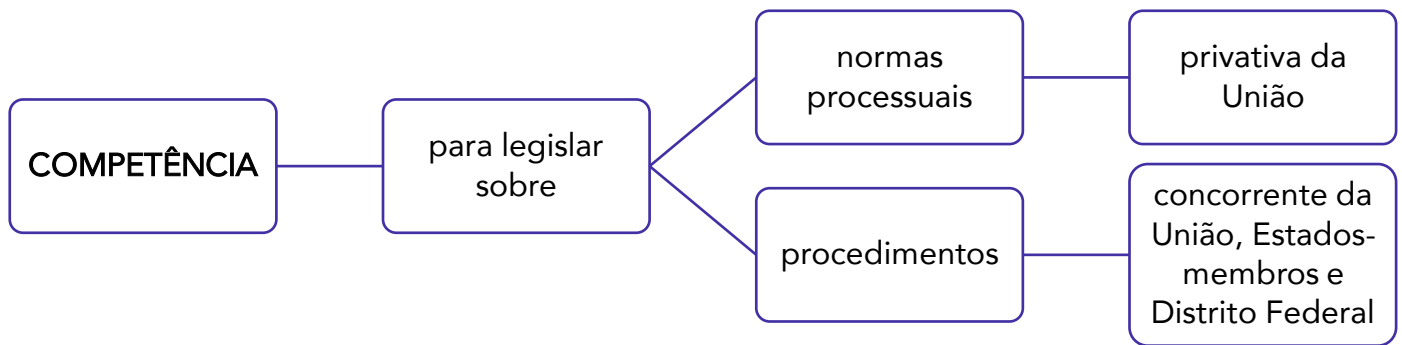 COMPETÊNCIA
para legislar
sobre
normas
processuais
privativa da
União
procedimentos
concorrente da
União, Estados-
membros e
Distrito Federal